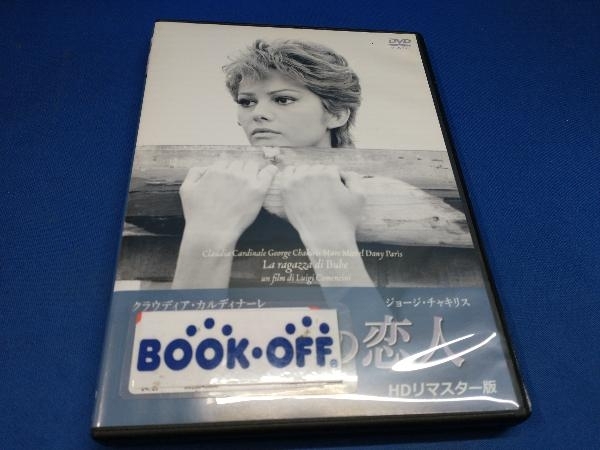 DVD
Claudia Cardinale George Chakiris Marc Michel Dany Paris
La ragazza di Bube
un film di Luigi Comencini
クラウディア・カルディナーレ
ジョージ・チャキリス
の恋人
BOOK・OFF
HDリマスター版